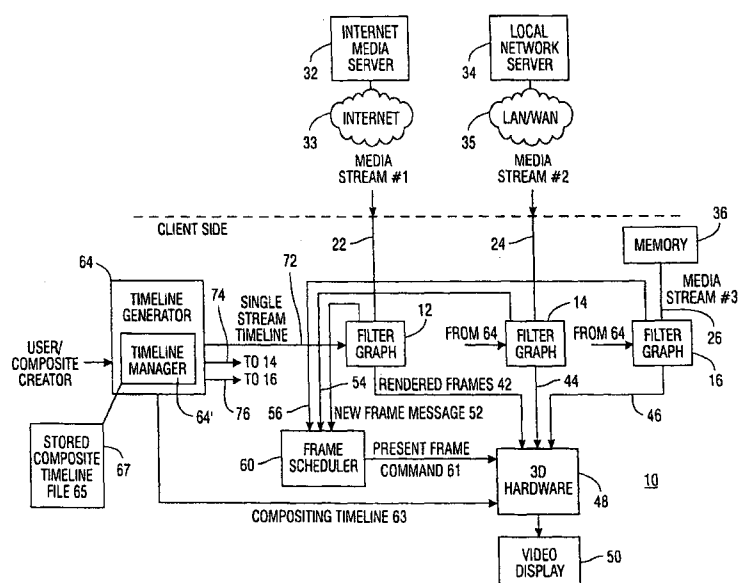 INTERNET
MEDIA
SERVER
32
LOCAL
NETWORK
SERVER
34
INTERNET
33
LAN/WAN
35
MEDIA
STREAM #1
MEDIA
STREAM #2
CLIENT SIDE
22
24
36
MEMORY
MEDIA
STREAM #3
26
64
TIMELINE
GENERATOR
TIMELINE
MANAGER
64'
USER/
COMPOSITE
CREATOR
74
SINGLE
STREAM
TIMELINE
72
TO 14
TO 16
76
12
FILTER
GRAPH
FROM 64
14
FILTER
GRAPH
FROM 64
FILTER
GRAPH
16
RENDERED FRAMES 42
44
46
56
54
NEW FRAME MESSAGE 52
STORED
COMPOSITE
TIMELINE
FILE 65
67
60
FRAME
SCHEDULER
PRESENT FRAME
COMMAND 61
3D
HARDWARE
48
10
COMPOSITING TIMELINE 63
VIDEO
DISPLAY
50